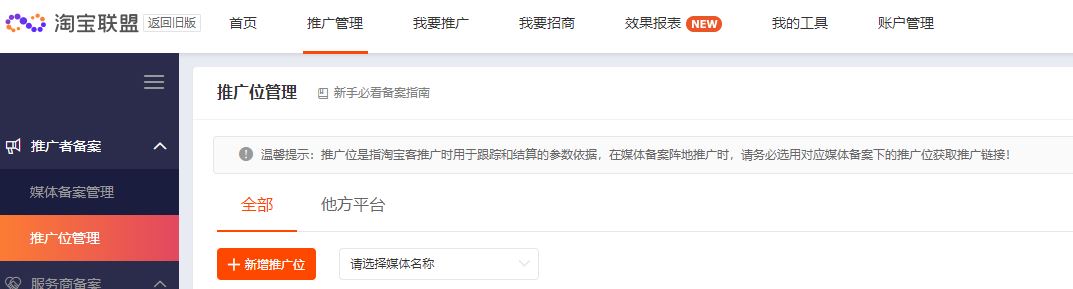 淘宝联盟 返回旧版 首页 推广管理 我要推广 我要招商 效果报表 NEW 我的工具 账户管理
推广位管理 新手必看备案指南
温馨提示：推广位是指淘宝客推广时用于跟踪和结算的参数依据，在媒体备案阵地推广时，请务必选用对应媒体备案下的推广位获取推广链接！
推广者备案
媒体备案管理
推广位管理
服务商备案
全部 他方平台
新增推广位 请选择媒体名称